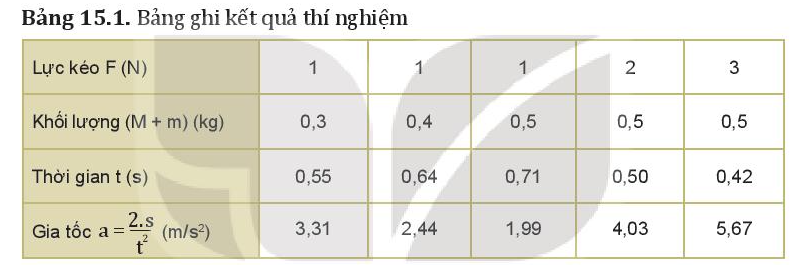 Bảng 15.1. Bảng ghi kết quả thí nghiệm
Lực kéo F (N) 1 1 1 2 3
Khối lượng (M + m) (kg) 0,3 0,4 0,5 0,5 0,5
Thời gian t (s) 0,55 0,64 0,71 0,50 0,42
Gia tốc a = 2.s/t² (m/s²) 3,31 2,44 1,99 4,03 5,67